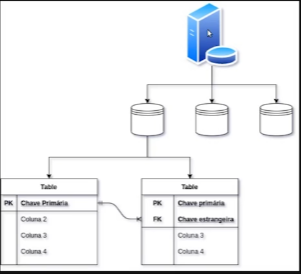 Table
PK Chave Primária
Coluna 2
Coluna 3
Coluna 4
Table
PK Chave primária
FK Chave estrangeira
Coluna 3
Coluna 4